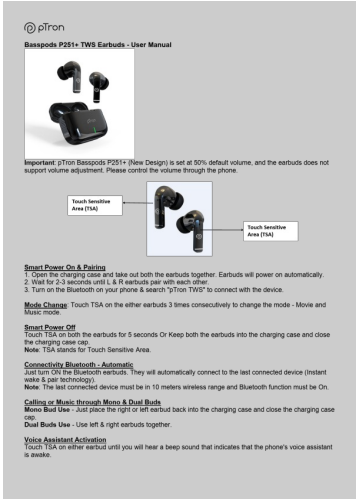 pTron
Basspods P251+ TWS Earbuds - User Manual
pTron
Important: pTron Basspods P251+ (New Design) is set at 50% default volume, and the earbuds does not
support volume adjustment. Please control the volume through the phone.
Touch Sensitive
Area (TSA)
Touch Sensitive
Area (TSA)
Smart Power On & Pairing
1. Open the charging case and take out both the earbuds together. Earbuds will power on automatically.
2. Wait for 2-3 seconds until L & R earbuds pair with each other.
3. Turn on the Bluetooth on your phone & search "pTron TWS" to connect with the device.
Mode Change: Touch TSA on the either earbuds 3 times consecutively to change the mode - Movie and
Music mode.
Smart Power Off
Touch TSA on both the earbuds for 5 seconds Or Keep both the earbuds into the charging case and close
the charging case cap.
Note: TSA stands for Touch Sensitive Area.
Connectivity Bluetooth - Automatic
Just turn ON the Bluetooth earbuds. They will automatically connect to the last connected device (Instant
wake & pair technology).
Note: The last connected device must be in 10 meters wireless range and Bluetooth function must be On.
Calling or Music through Mono & Dual Buds
Mono Bud Use - Just place the right or left earbud back into the charging case and close the charging case
cap.
Dual Buds Use - Use left & right earbuds together.
Voice Assistant Activation
Touch TSA on either earbud until you will hear a beep sound that indicates that the phone's voice assistant
is awake.